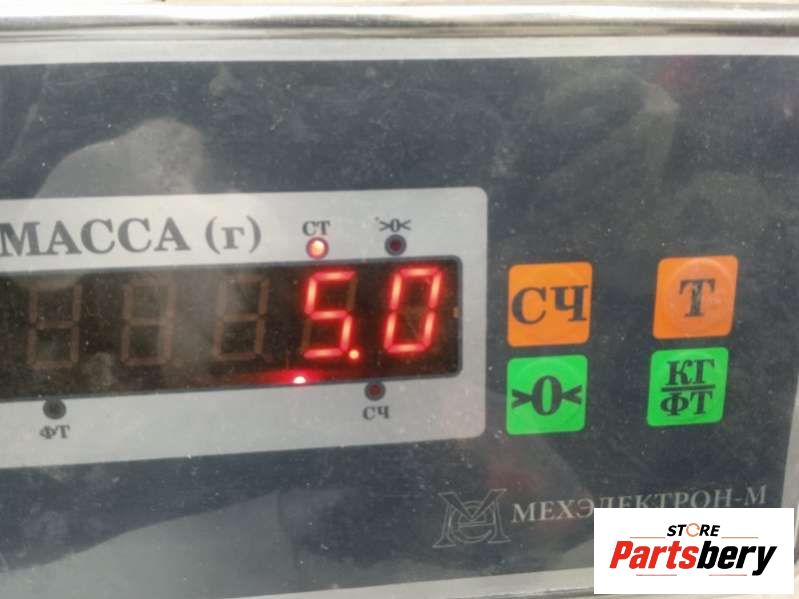 МАССА (г)
СТ
>0<
5.0
СЧ
Т
>0<
КГ
ФТ
ФТ
СЧ
МЕХЭЛЕКТРОН-М
STORE
Partsbery